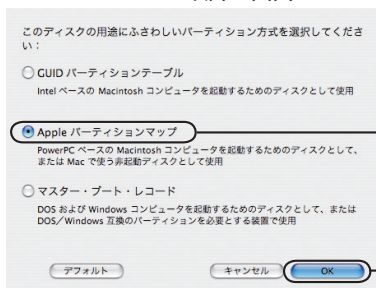 このディスクの用途にふさわしいパーティション方式を選択してくださ
い：
GUID パーティションテーブル
Intel ベースの Macintosh コンピュータを起動するためのディスクとして使用
Apple パーティションマップ
PowerPC ベースの Macintosh コンピュータを起動するためのディスクとして、
または Mac で使う非起動ディスクとして使用
マスター・ブート・レコード
DOS および Windows コンピュータを起動するためのディスクとして、または
DOS/Windows 互換のパーティションを必要とする装置で使用
デフォルト キャンセル OK